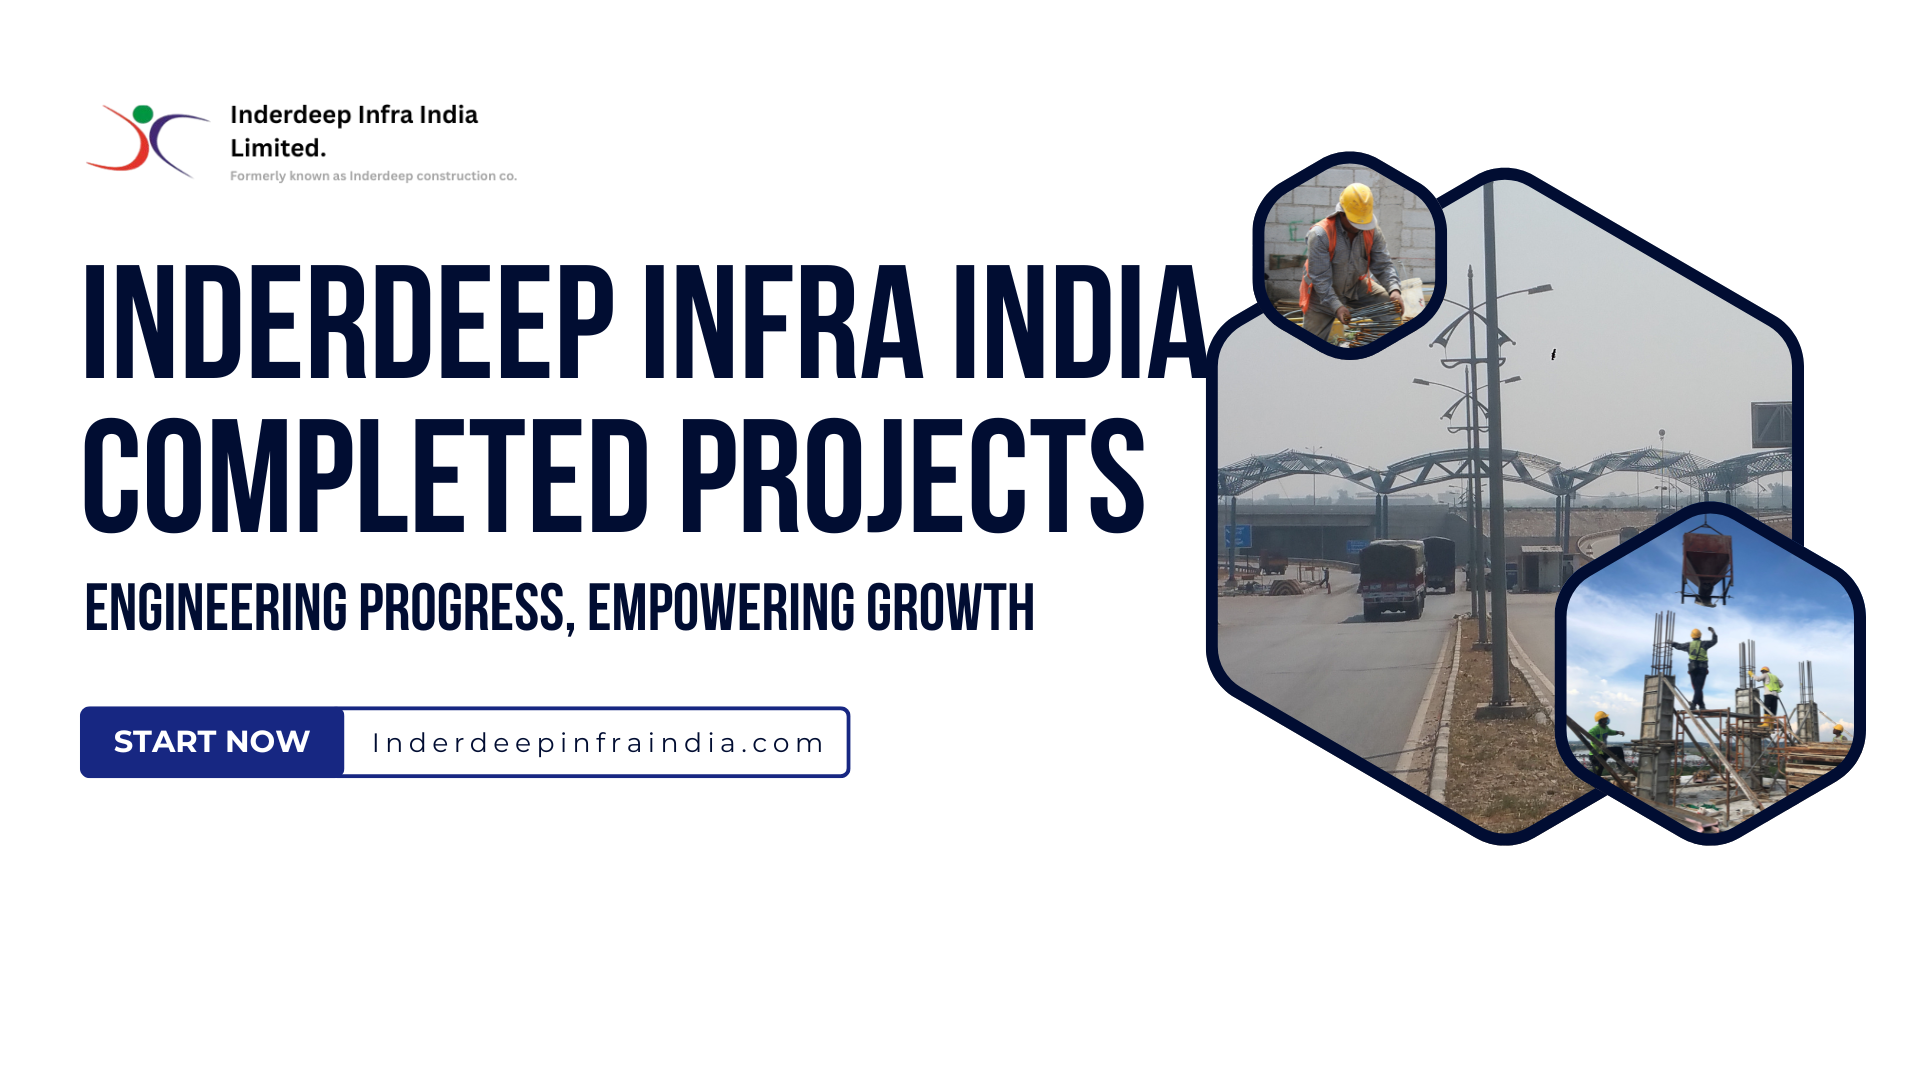 Inderdeep Infra India
Limited.
Formerly known as Inderdeep construction co.
INDERDEEP INFRA INDIA
COMPLETED PROJECTS
ENGINEERING PROGRESS, EMPOWERING GROWTH
START NOW
Inderdeepinfraindia.com